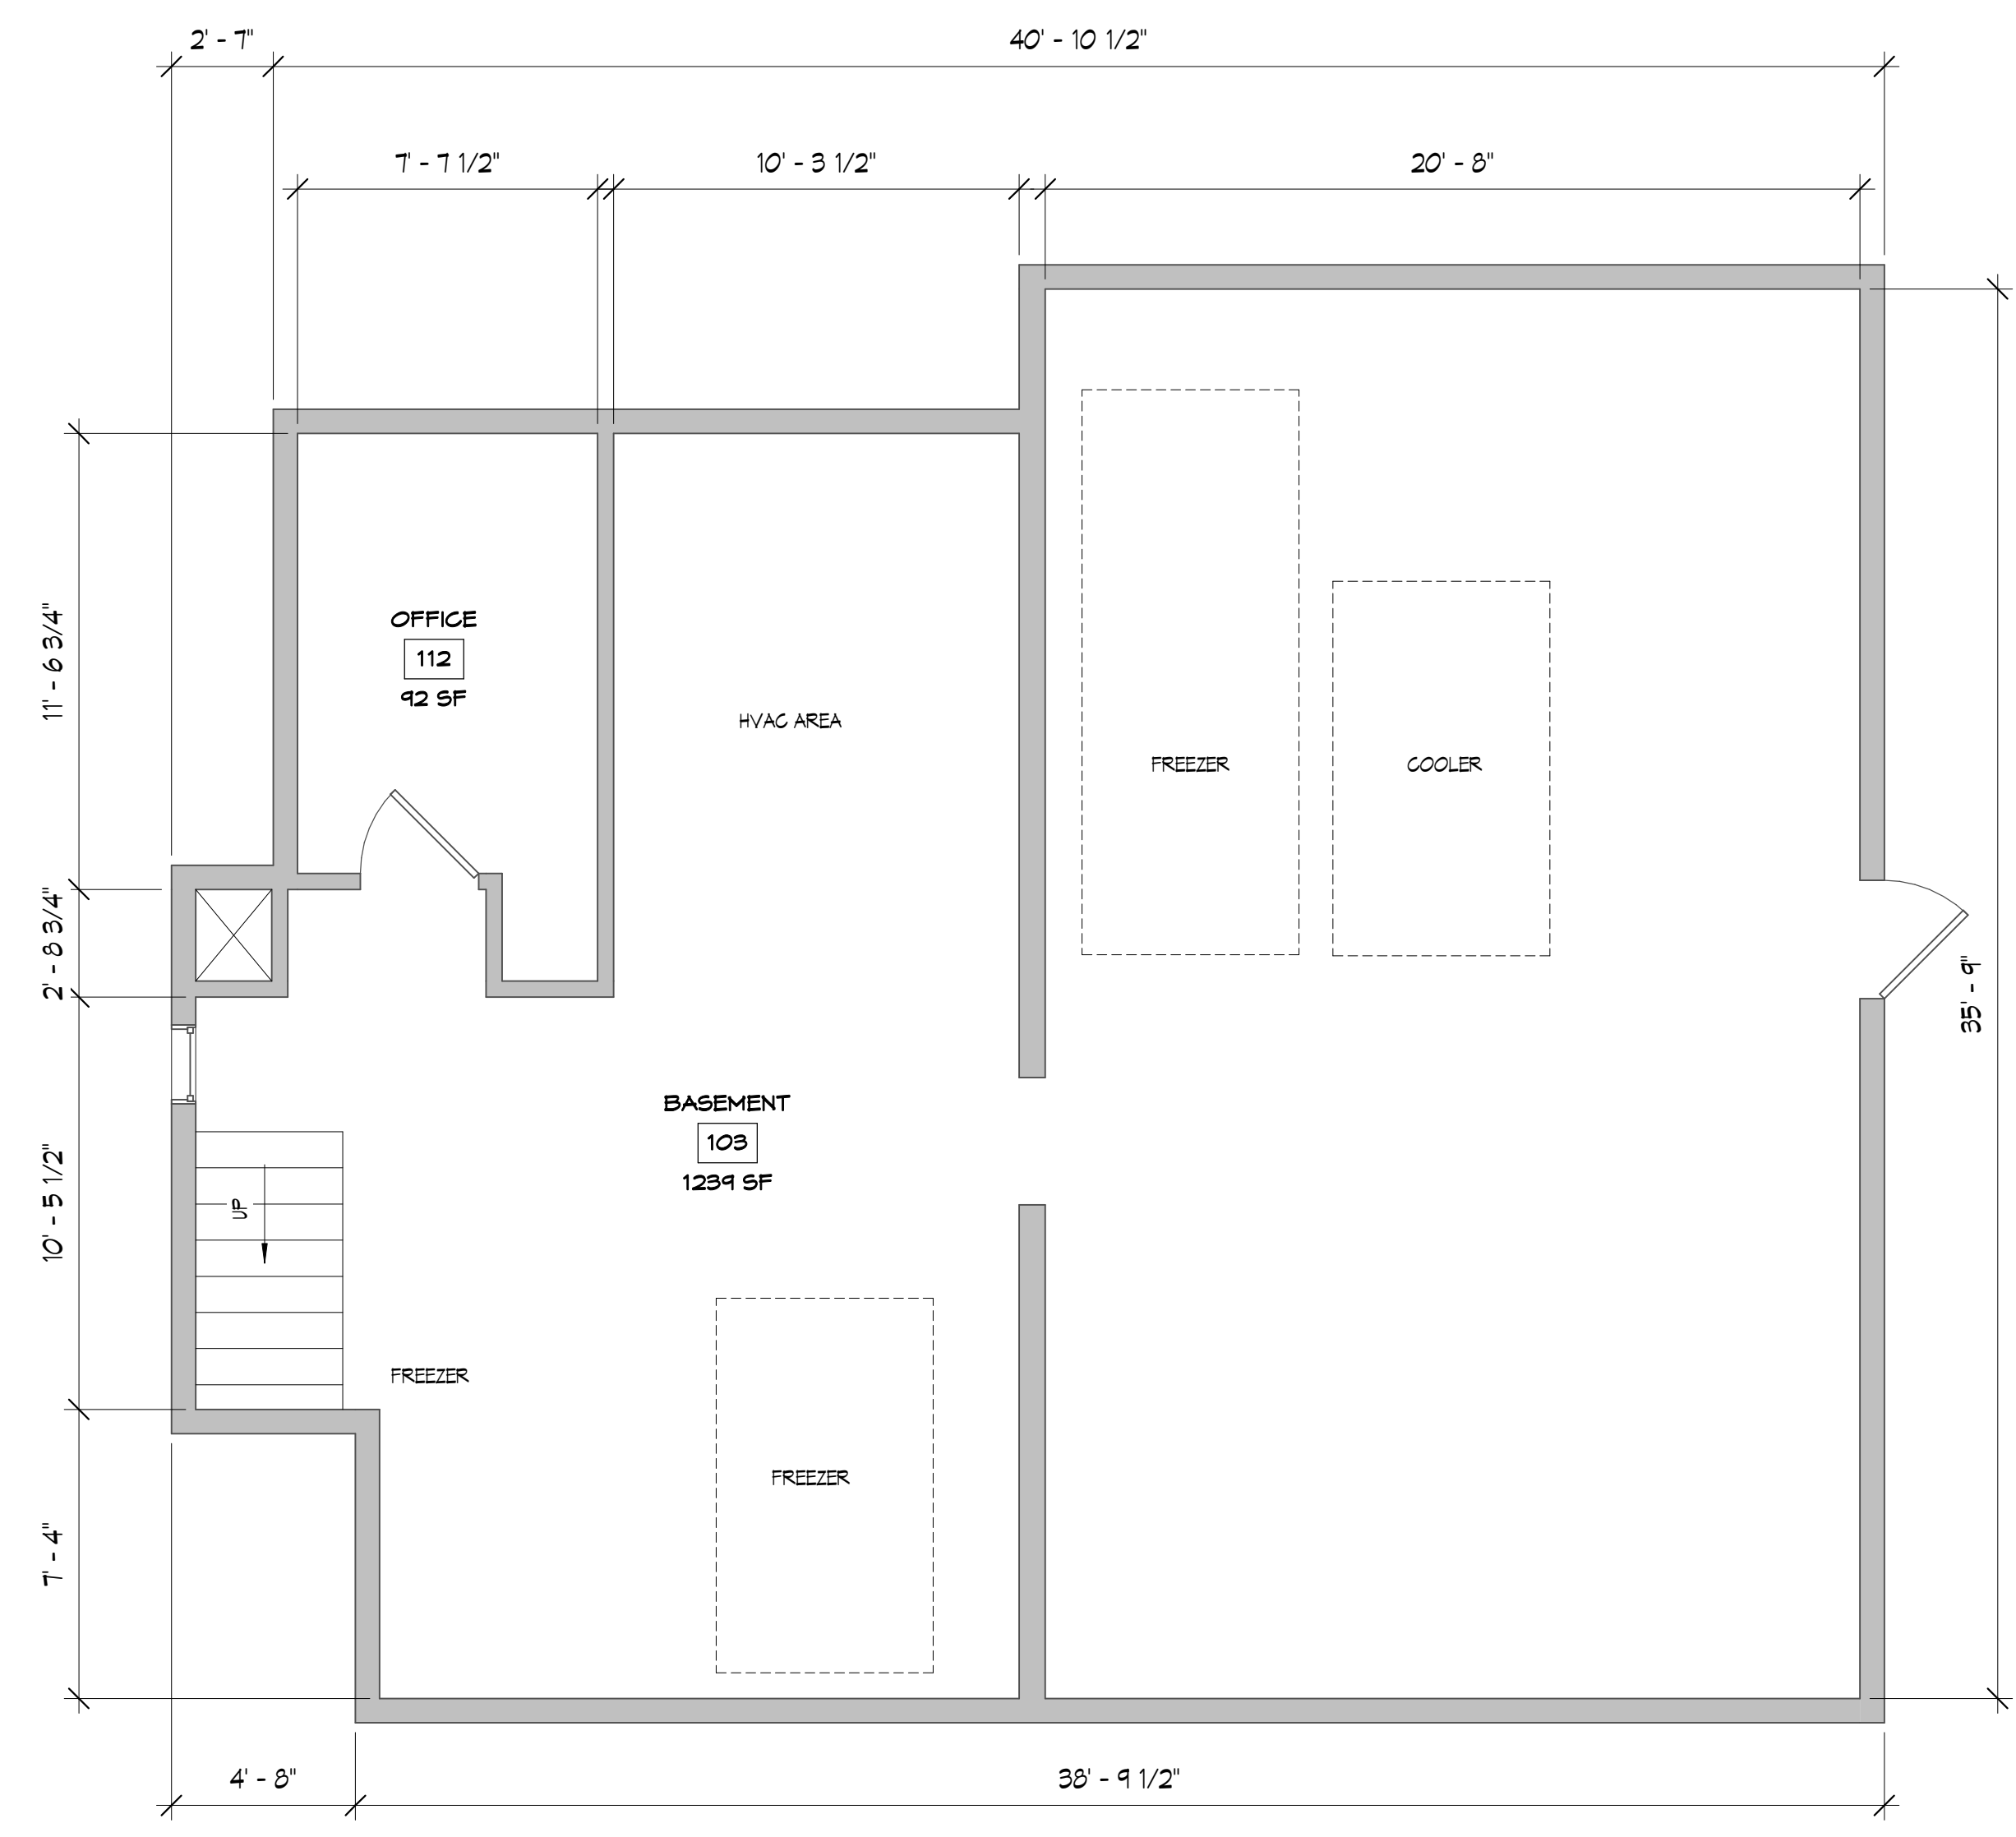 2' - 7"
40' - 10 1/2"
7' - 7 1/2"
10' - 3 1/2"
20' - 8"
11' - 6 3/4"
OFFICE
112
92 SF
HVAC AREA
FREEZER
COOLER
2' - 8 3/4"
35' - 9"
BASEMENT
103
1239 SF
10' - 5 1/2"
UP
FREEZER
FREEZER
7' - 4"
4' - 8"
38' - 9 1/2"